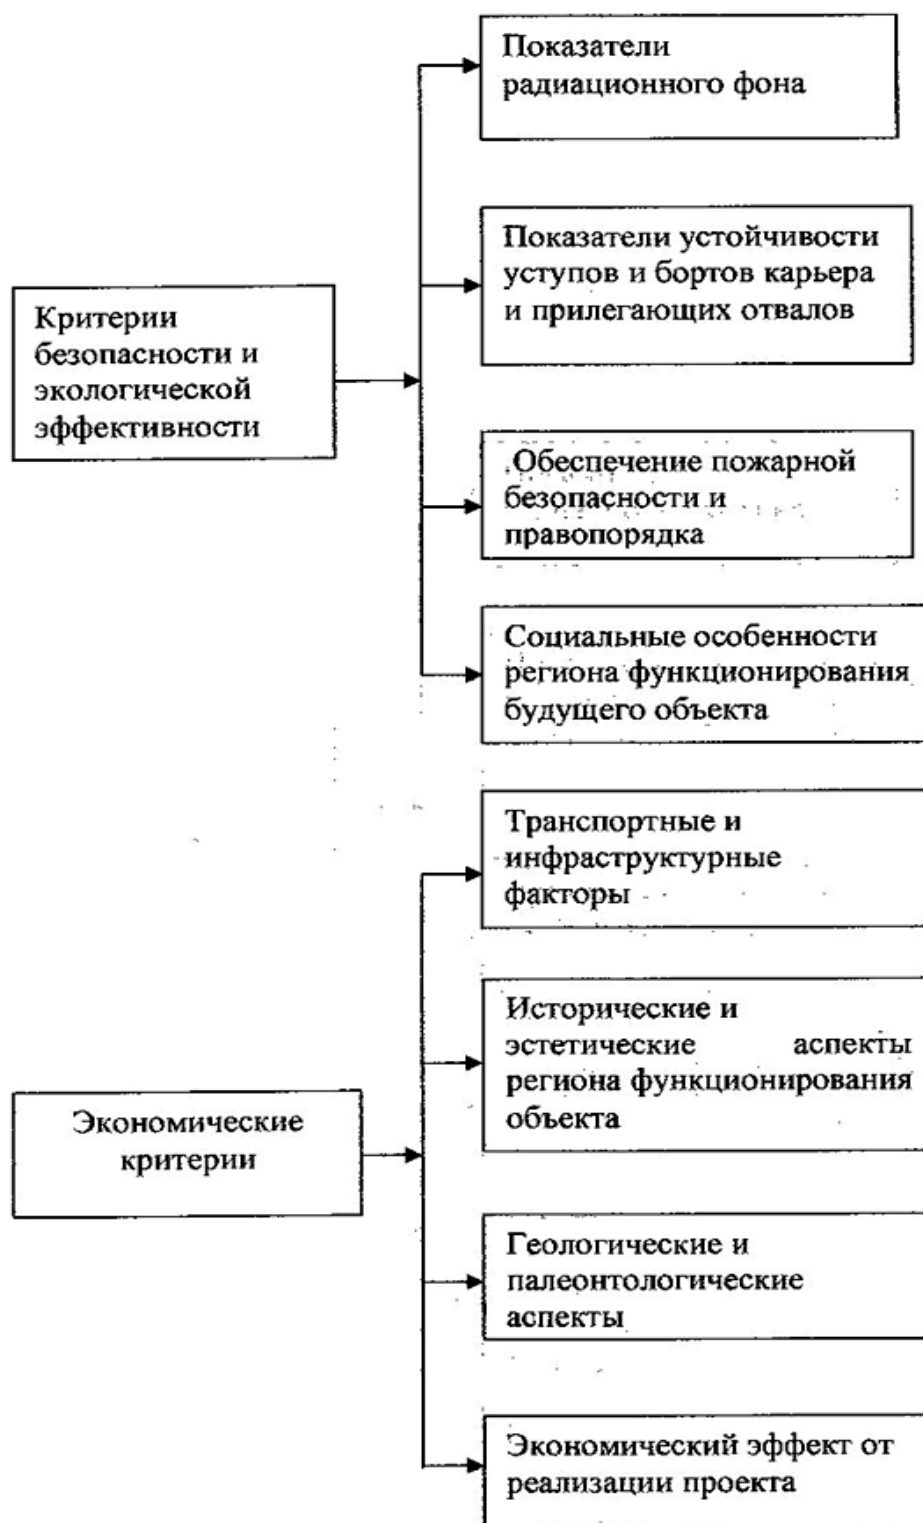 Показатели
радиационного фона
Показатели устойчивости
уступов и бортов карьера
и прилегающих отвалов
Критерии
безопасности и
экологической
эффективности
Обеспечение пожарной
безопасности и
правопорядка
Социальные особенности
региона функционирования
будущего объекта
Транспортные и
инфраструктурные
факторы
Исторические и
эстетические аспекты
региона функционирования
объекта
Экономические
критерии
Геологические и
палеонтологические
аспекты
Экономический эффект от
реализации проекта